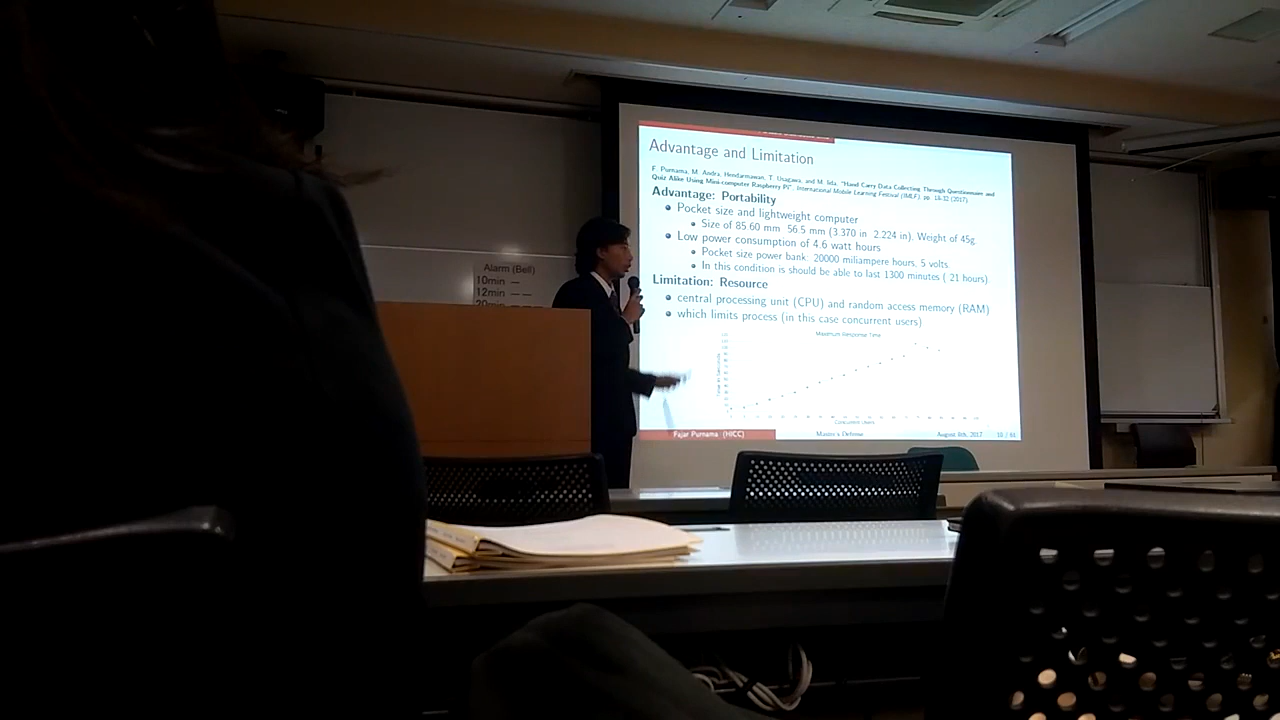 Advantage and Limitation
F. Purnama, M. Andra, Hendarmawan, T. Usagawa, and M. Iida, "Hand Carry Data Collecting Through Questionnaire and
Quiz Alike Using Mini-computer Raspberry Pi", International Mobile Learning Festival (IMLF), pp. 18-32 (2017).
Advantage: Portability
Pocket size and lightweight computer
Size of 85.60 mm 56.5 mm (3.370 in 2.224 in). Weight of 45g.
Low power consumption of 4.6 watt hours
Pocket size power bank: 20000 miliampere hours, 5 volts.
In this condition is should be able to last 1300 minutes ( 21 hours)
Limitation: Resource
central processing unit (CPU) and random access memory (RAM)
which limits process (in this case concurrent users)
Maximum Response Time
Concurrent Users
Fajar Purnama (HICC)
Master's Defense
August 8th, 2017
Alarm (Bell)
10min —
12min — —
20min